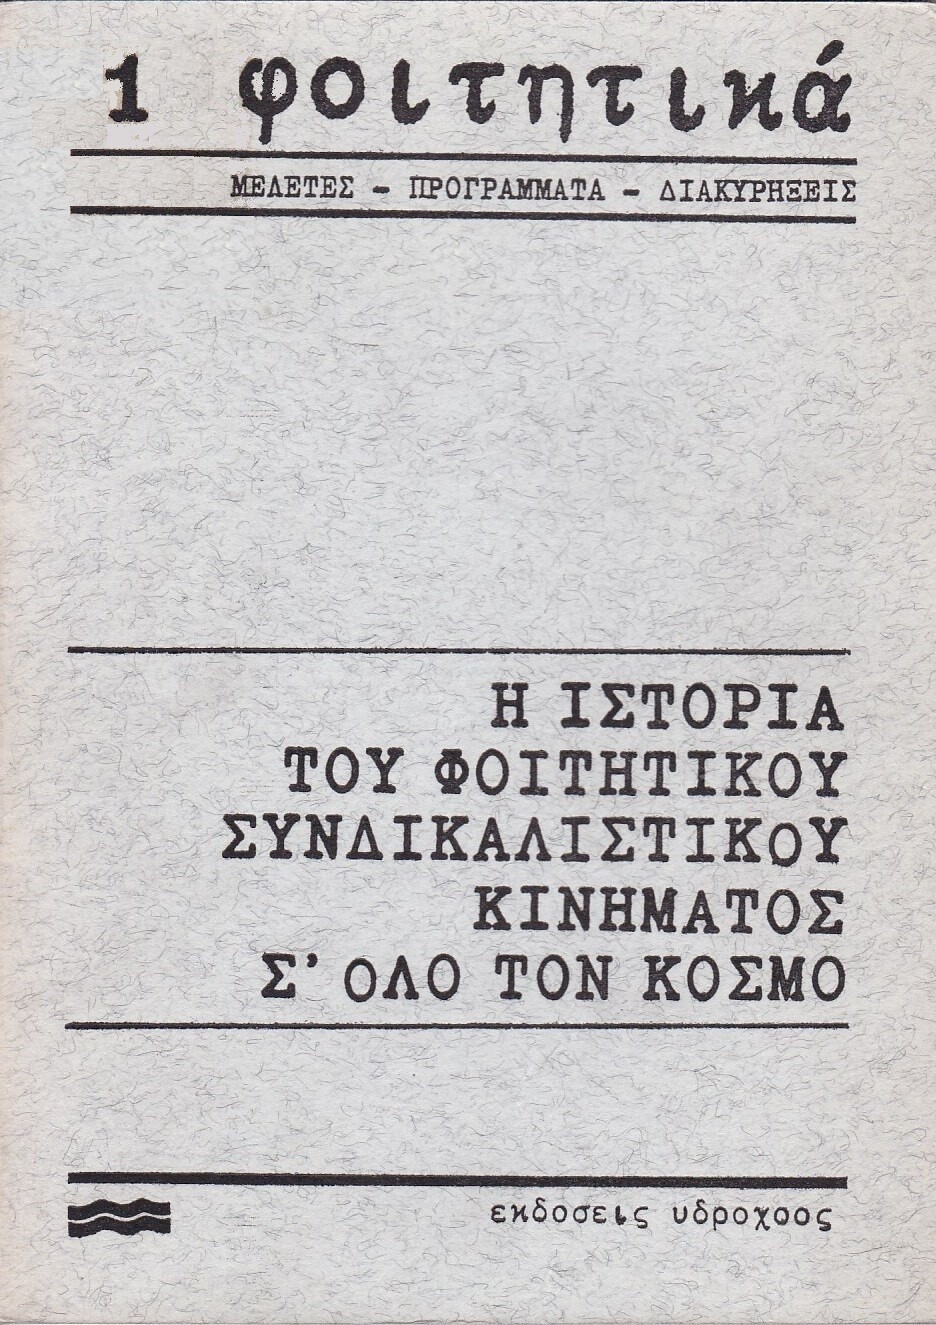 1 φοιτητικά
ΜΕΛΕΤΕΣ - ΠΡΟΓΡΑΜΜΑΤΑ - ΔΙΑΚΥΡΗΞΕΙΣ
Η ΙΣΤΟΡΙΑ
ΤΟΥ ΦΟΙΤΗΤΙΚΟΥ
ΣΥΝΔΙΚΑΛΙΣΤΙΚΟΥ
ΚΙΝΗΜΑΤΟΣ
Σ' ΟΛΟ ΤΟΝ ΚΟΣΜΟ
εκδοσεις υδροχοος